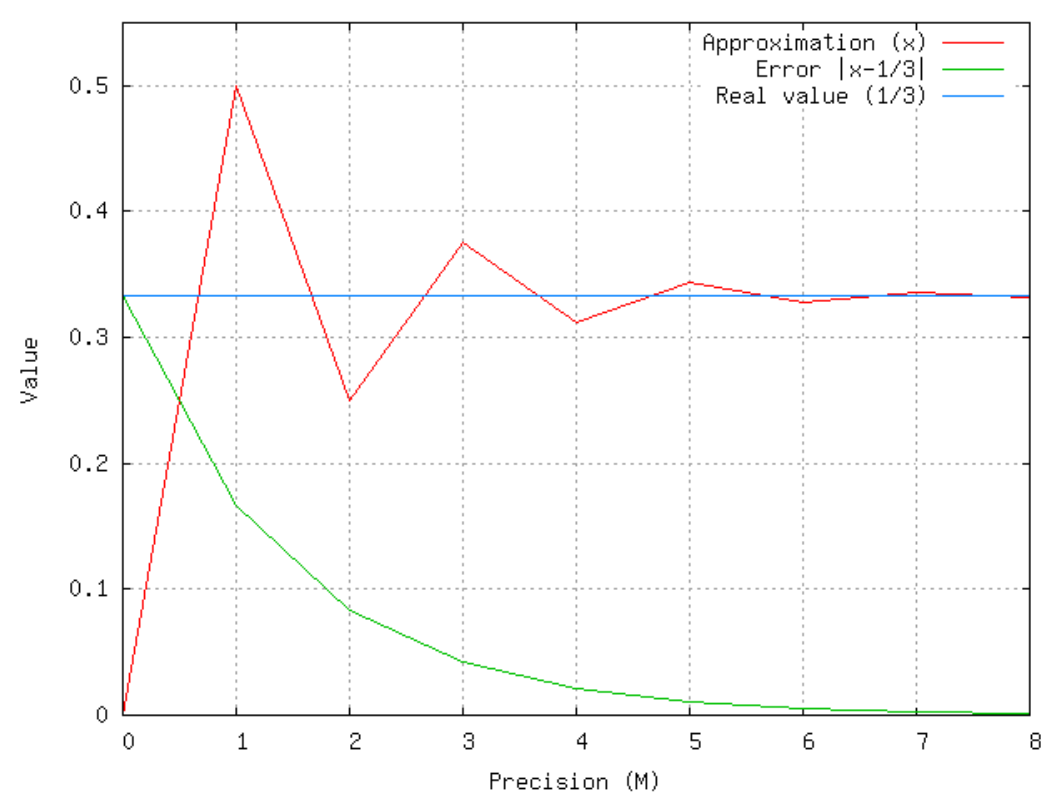 Approximation (x)
Error |x-1/3|
Real value (1/3)
0.5
0.4
0.3
0.2
0.1
0
Value
0 1 2 3 4 5 6 7 8
Precision (M)